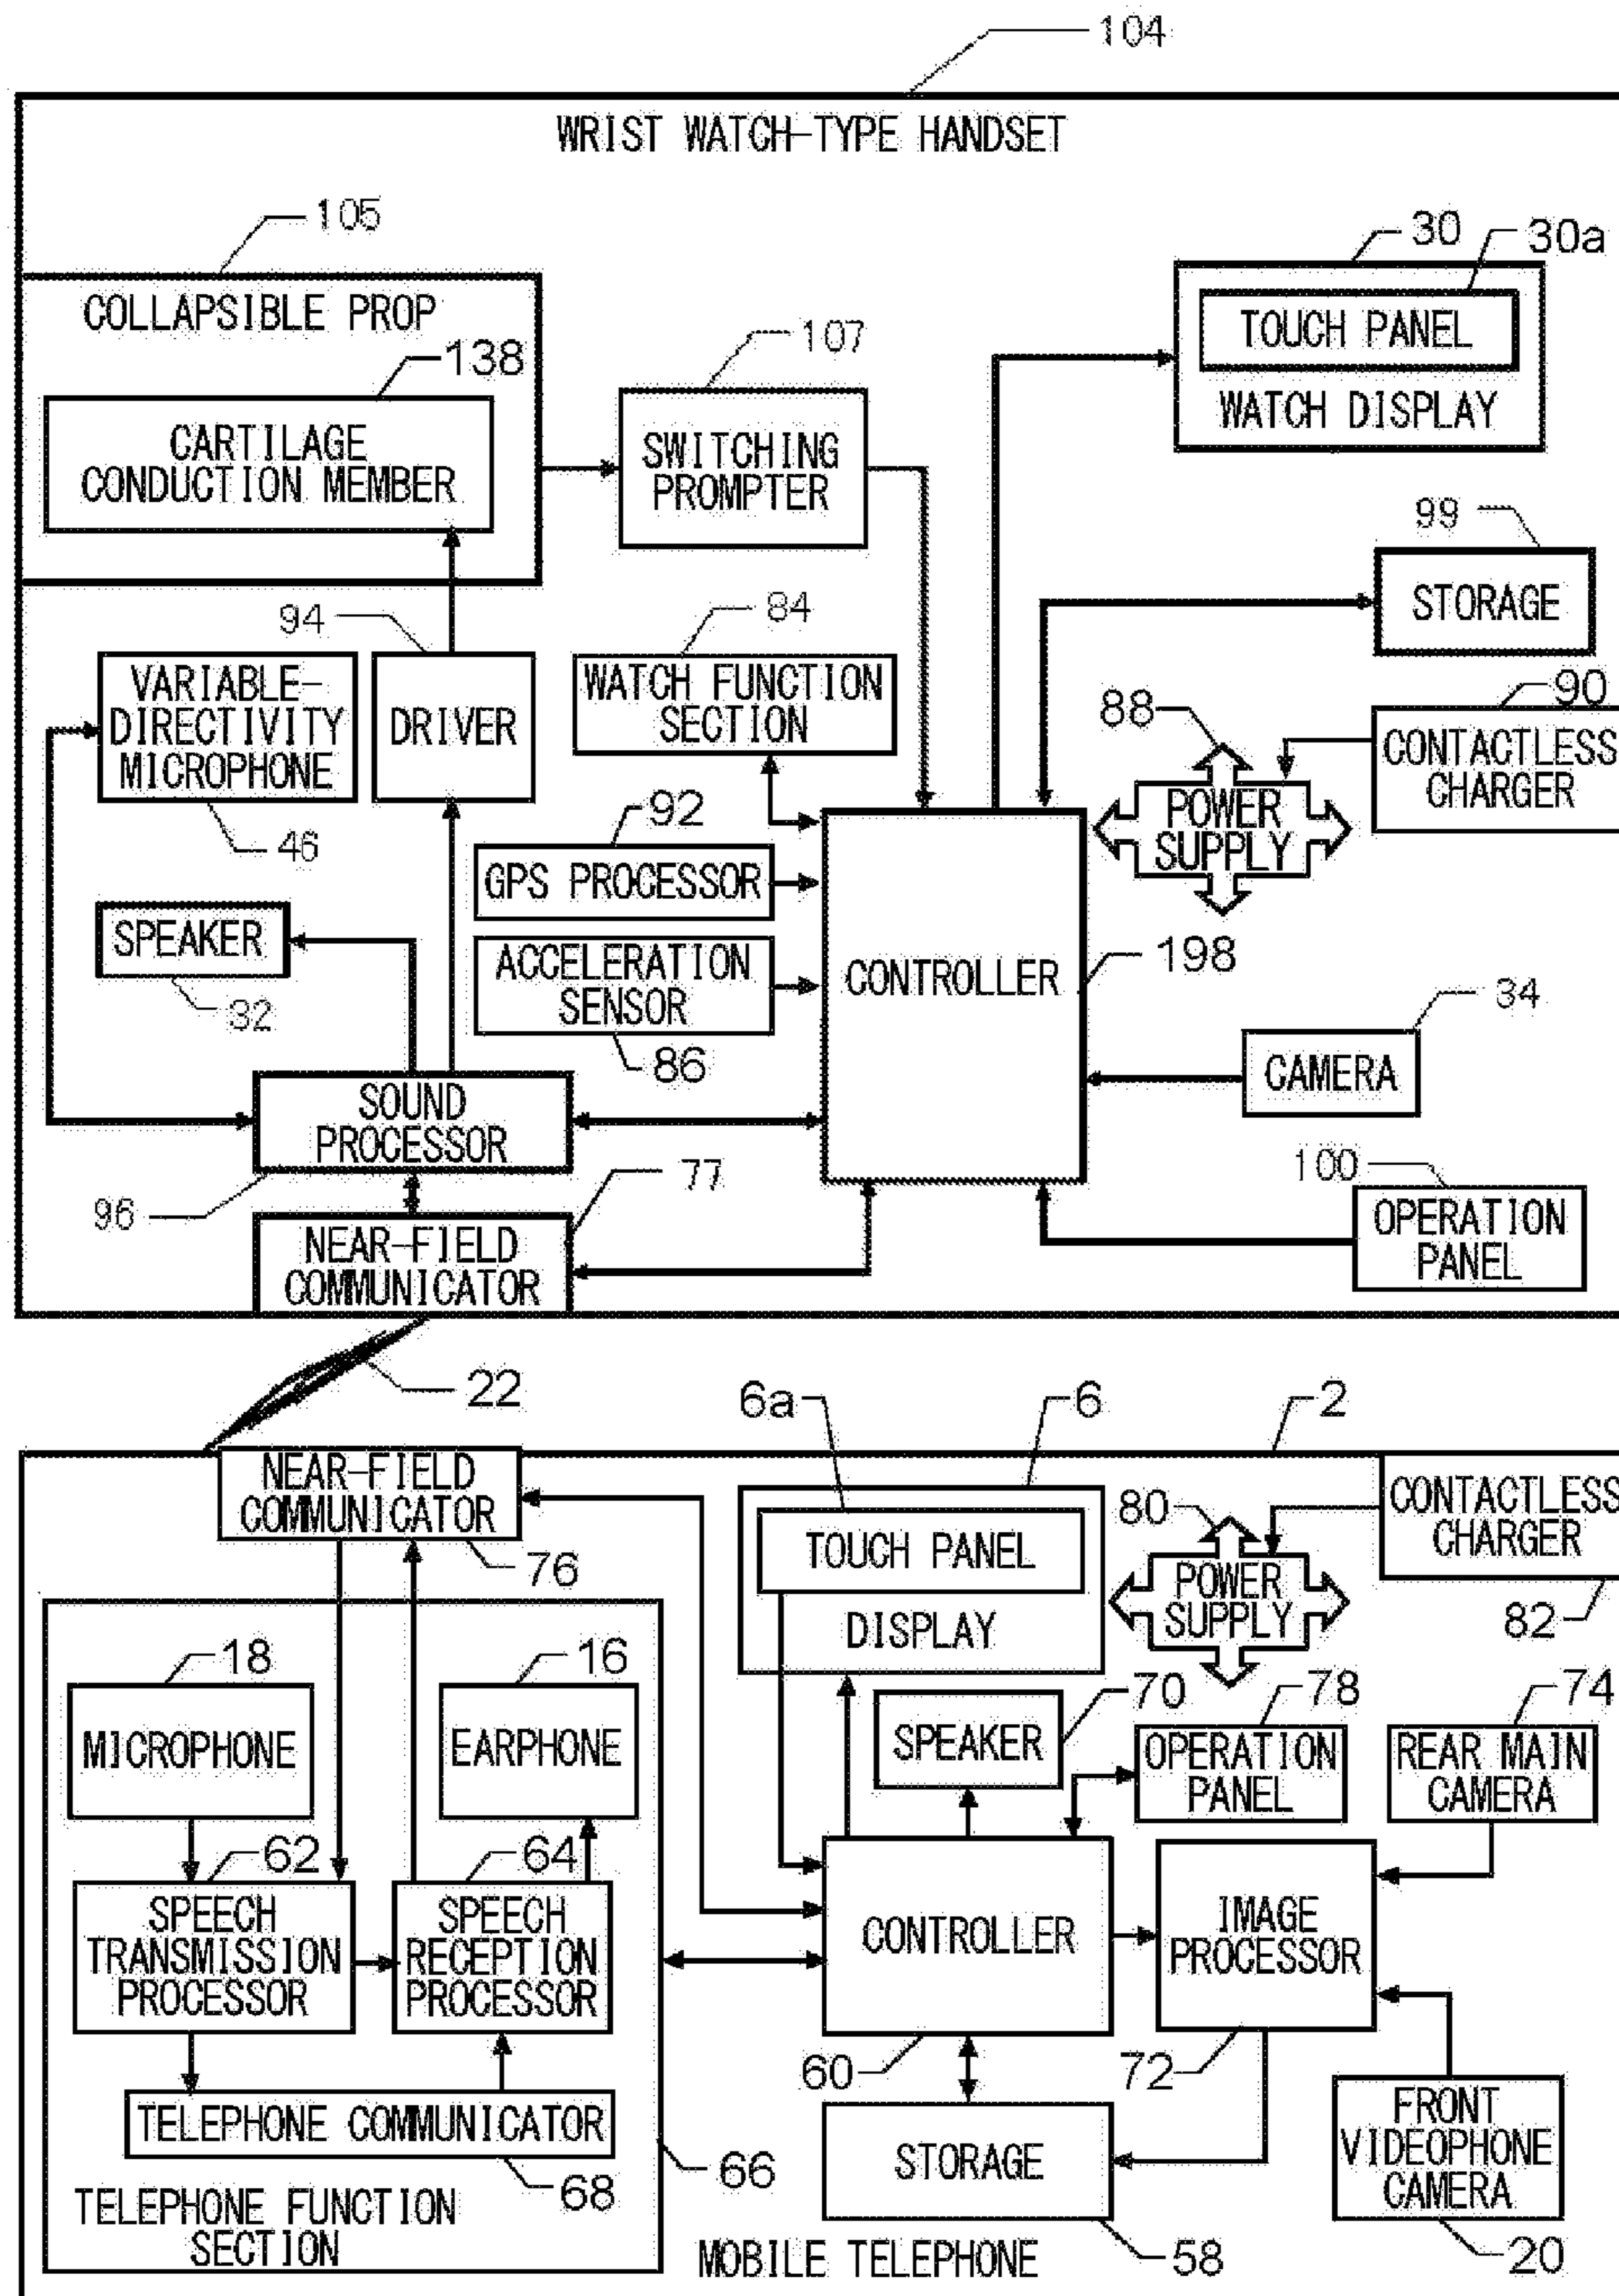 104
WRIST WATCH-TYPE HANDSET
105
COLLAPSIBLE PROP
138
CARTILAGE
CONDUCTION MEMBER
107
SWITCHING
PROMPTER
30
30a
TOUCH PANEL
WATCH DISPLAY
99
STORAGE
94
DRIVER
84
WATCH FUNCTION
SECTION
VARIABLE-
DIRECTIVITY
MICROPHONE
46
88
POWER
SUPPLY
90
CONTACTLESS
CHARGER
92
GPS PROCESSOR
SPEAKER
32
ACCELERATION
SENSOR
86
CONTROLLER
198
34
CAMERA
SOUND
PROCESSOR
96
77
NEAR-FIELD
COMMUNICATOR
100
OPERATION
PANEL
22
2
NEAR-FIELD
COMMUNICATOR
76
6a
6
TOUCH PANEL
DISPLAY
80
POWER
SUPPLY
CONTACTLESS
CHARGER
82
18
MICROPHONE
16
EARPHONE
70
SPEAKER
78
OPERATION
PANEL
74
REAR MAIN
CAMERA
62
SPEECH
TRANSMISSION
PROCESSOR
64
SPEECH
RECEPTION
PROCESSOR
CONTROLLER
60
IMAGE
PROCESSOR
72
TELEPHONE COMMUNICATOR
68
66
TELEPHONE FUNCTION
SECTION
STORAGE
58
FRONT
VIDEOPHONE
CAMERA
20
MOBILE TELEPHONE